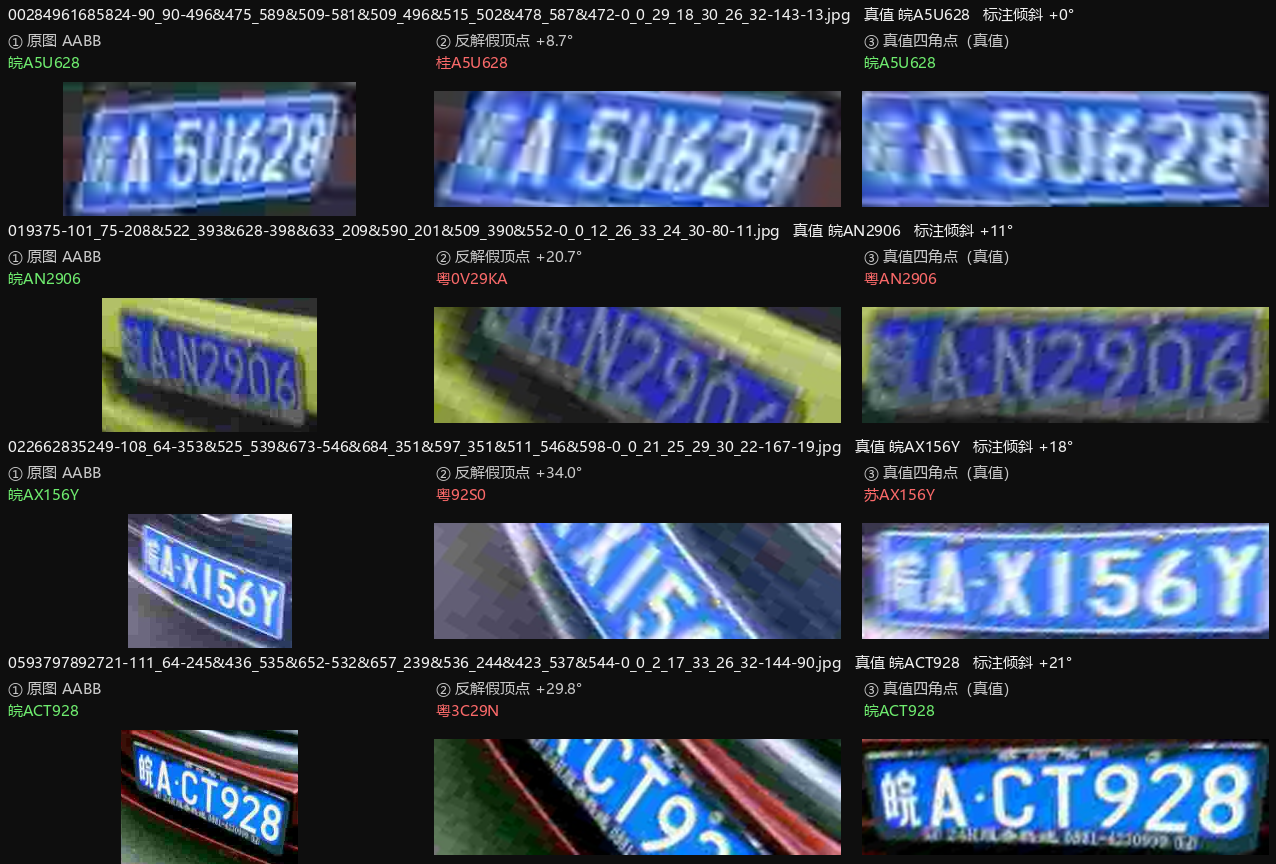 00284961685824-90_90-496&475_589&509-581&509_496&515_502&478_587&472-0_0_29_18_30_26_32-143-13.jpg 真值 皖A5U628 标注倾斜 +0°
① 原图 AABB ② 反解假顶点 +8.7° ③ 真值四角点（真值）
皖A5U628 桂A5U628 皖A5U628
A 5U628 A 5U628 A 5U628
019375-101_75-208&522_393&628-398&633_209&590_201&509_390&552-0_0_12_26_33_24_30-80-11.jpg 真值 皖AN2906 标注倾斜 +11°
① 原图 AABB ② 反解假顶点 +20.7° ③ 真值四角点（真值）
皖AN2906 粤0V29KA 粤AN2906
A·N2906 A·N290 A·N2906
022662835249-108_64-353&525_539&673-546&684_351&597_351&511_546&598-0_0_21_25_29_30_22-167-19.jpg 真值 皖AX156Y 标注倾斜 +18°
① 原图 AABB ② 反解假顶点 +34.0° ③ 真值四角点（真值）
皖AX156Y 粤92S0 苏AX156Y
皖A·X156Y X15 皖A·X156Y
0593797892721-111_64-245&436_535&652-532&657_239&536_244&423_537&544-0_0_2_17_33_26_32-144-90.jpg 真值 皖ACT928 标注倾斜 +21°
① 原图 AABB ② 反解假顶点 +29.8° ③ 真值四角点（真值）
皖ACT928 粤3C29N 皖ACT928
皖A·CT928 CT92 皖A·CT928